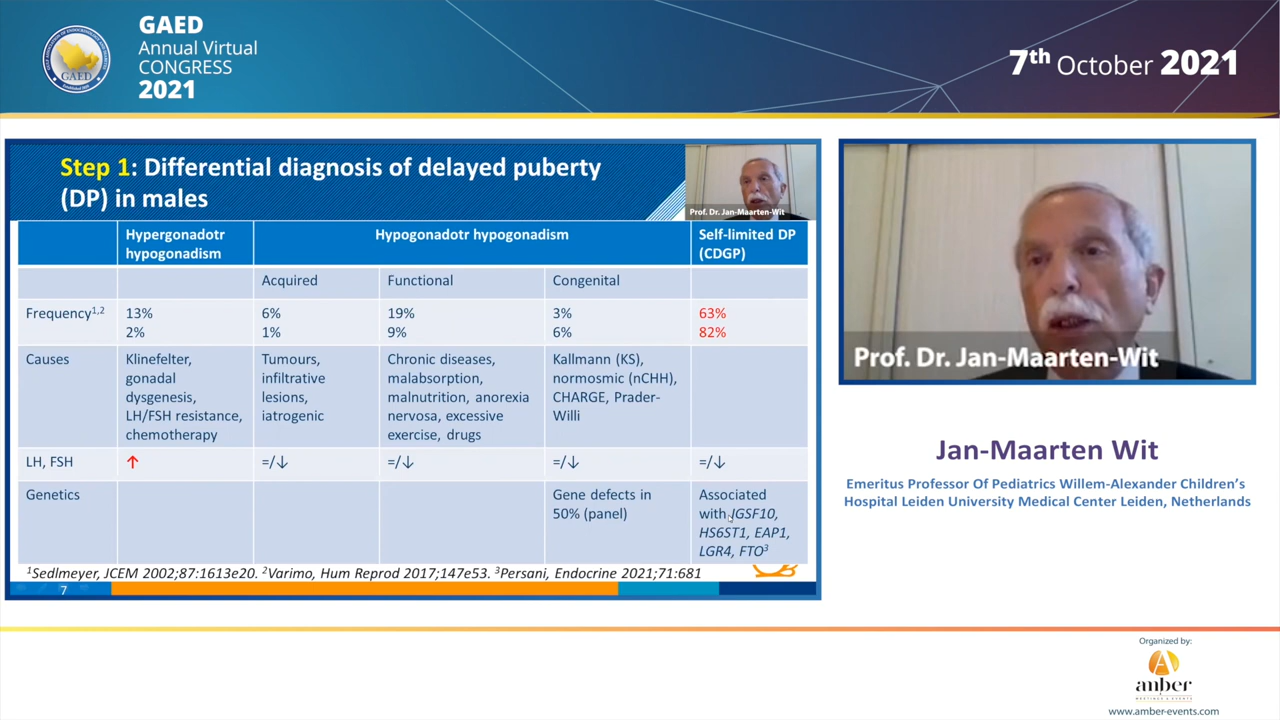 GAED
Annual Virtual
CONGRESS
2021
GAED
7th October 2021
Step 1: Differential diagnosis of delayed puberty
(DP) in males
Prof. Dr. Jan-Maarten-Wit
Hypergonadotr
hypogonadism
Hypogonadotr hypogonadism
Self-limited DP
(CDGP)
Acquired
Functional
Congenital
Frequency1,2
13%
2%
6%
1%
19%
9%
3%
6%
63%
82%
Causes
Klinefelter,
gonadal
dysgenesis,
LH/FSH resistance,
chemotherapy
Tumours,
infiltrative
lesions,
iatrogenic
Chronic diseases,
malabsorption,
malnutrition, anorexia
nervosa, excessive
exercise, drugs
Kallmann (KS),
normosmic (nCHH),
CHARGE, Prader-
Willi
LH, FSH
↑
=/↓
=/↓
=/↓
=/↓
Genetics
Gene defects in
50% (panel)
Associated
with IGSF10,
HS6ST1, EAP1,
LGR4, FTO3
1Sedlmeyer, JCEM 2002;87:1613e20. 2Varimo, Hum Reprod 2017;147e53. 3Persani, Endocrine 2021;71:681
7
Prof. Dr. Jan-Maarten-Wit
Jan-Maarten Wit
Emeritus Professor Of Pediatrics Willem-Alexander Children's
Hospital Leiden University Medical Center Leiden, Netherlands
Organized by:
anber
MEETINGS & EVENTS
www.amber-events.com